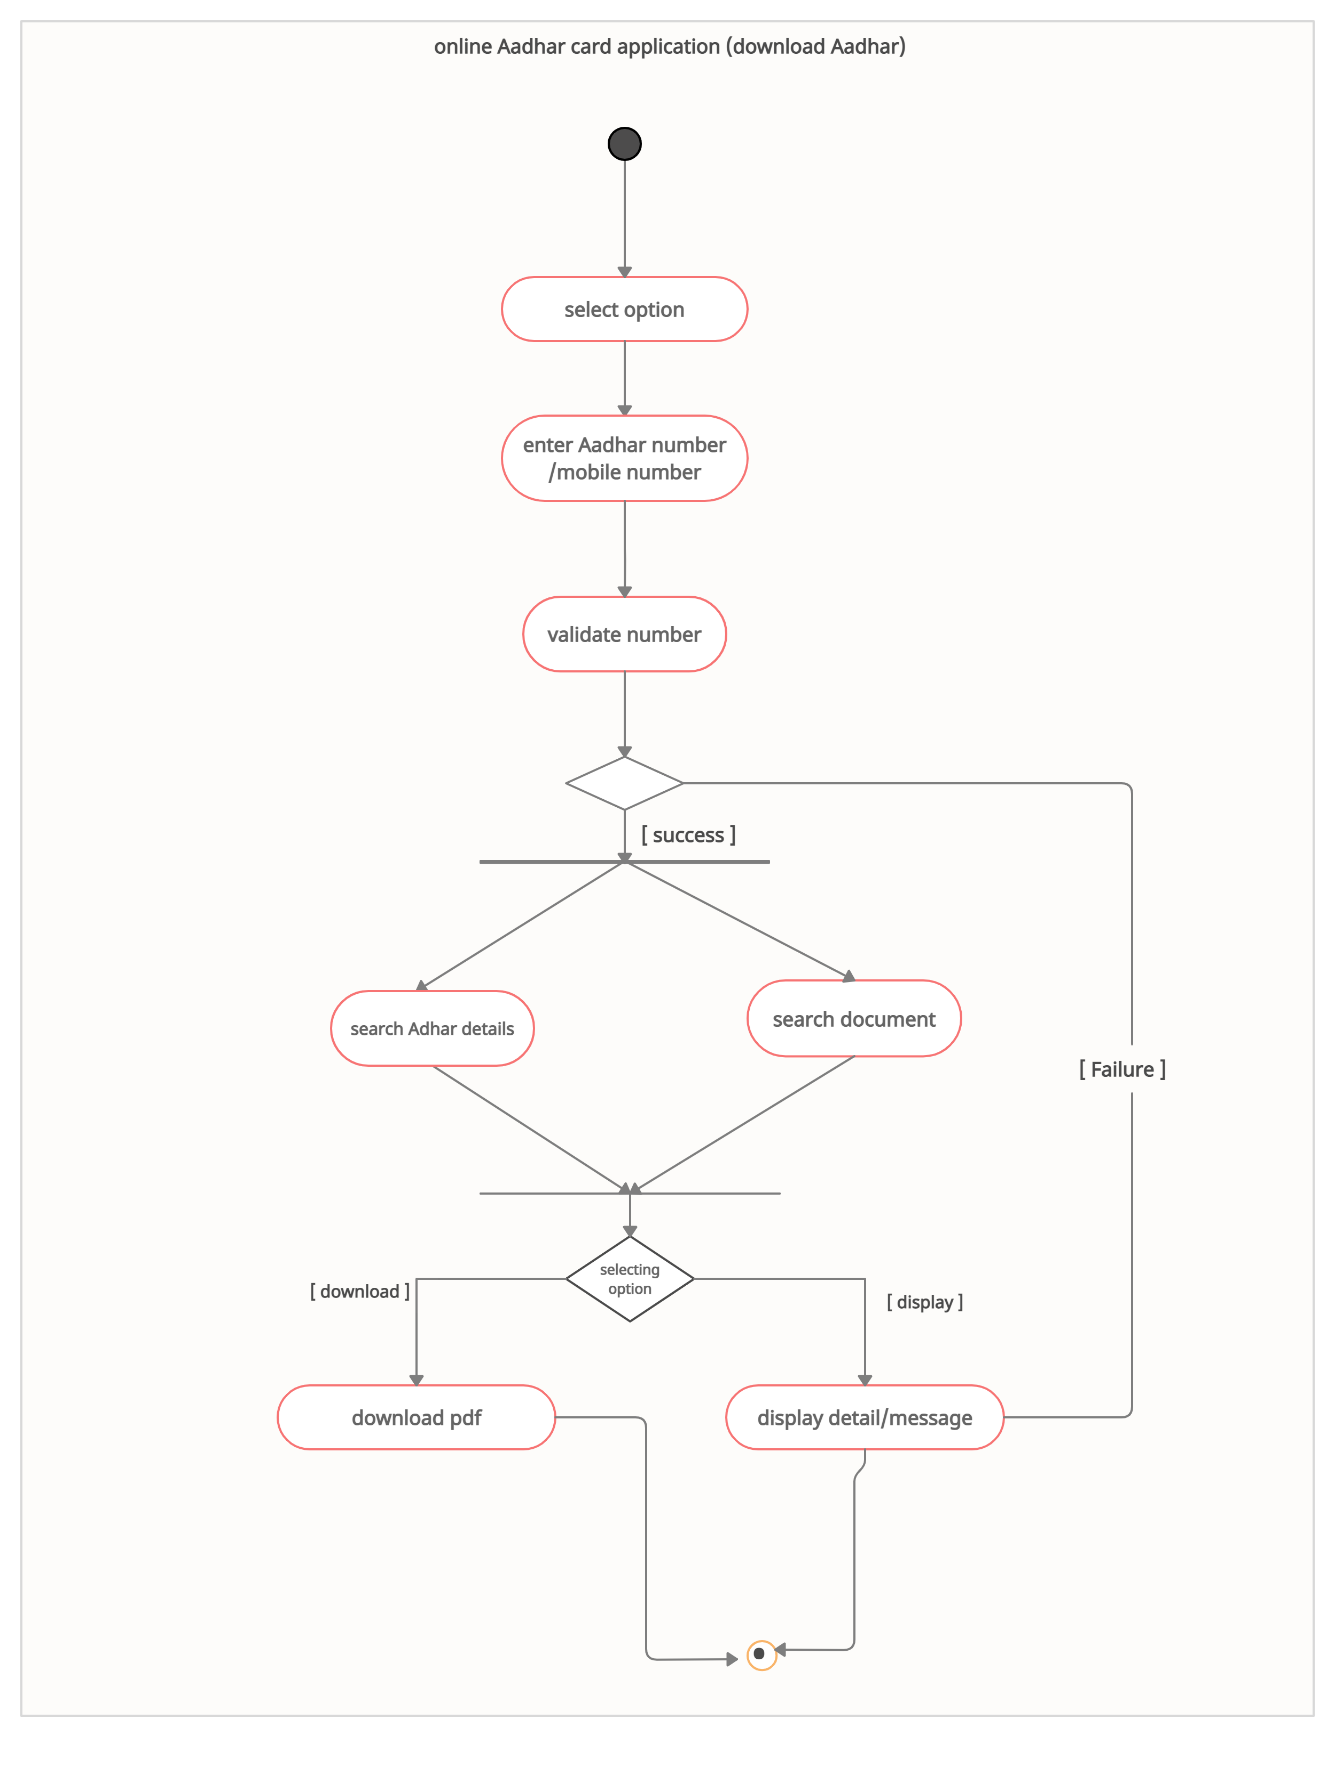 online Aadhar card application (download Aadhar)
select option
enter Aadhar number
/mobile number
validate number
[ success ]
search Adhar details
search document
[ Failure ]
selecting
option
[ download ]
[ display ]
download pdf
display detail/message